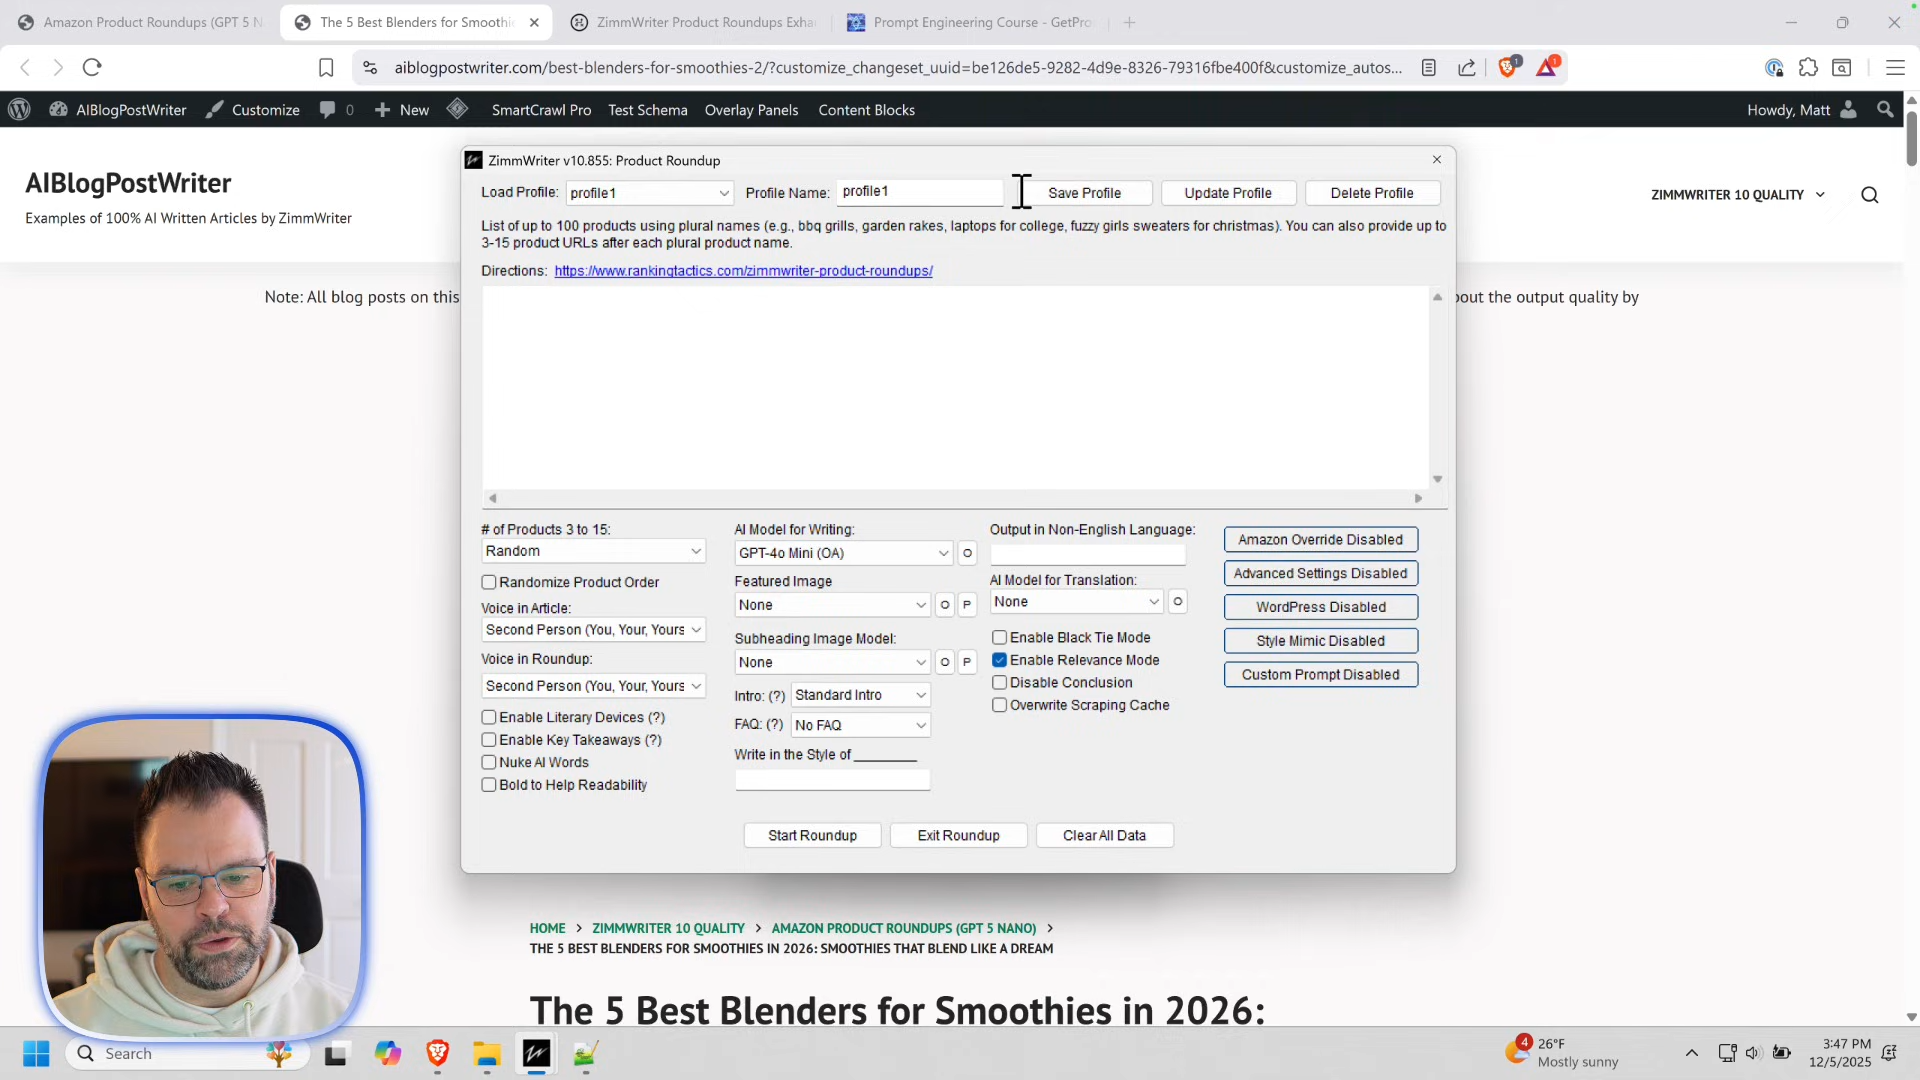 Amazon Product Roundups (GPT 5 N
The 5 Best Blenders for Smoothi
ZimmWriter Product Roundups Exha
Prompt Engineering Course - GetPro
aiblogpostwriter.com/best-blenders-for-smoothies-2/?customize_changeset_uuid=be126de5-9282-4d9e-8326-79316fbe400f&customize_autos...
1
1
AIBlogPostWriter
Customize
0
New
SmartCrawl Pro
Test Schema
Overlay Panels
Content Blocks
Howdy, Matt
AIBlogPostWriter
Examples of 100% AI Written Articles by ZimmWriter
ZIMMWRITER 10 QUALITY
Note: All blog posts on this
bout the output quality by
ZimmWriter v10.855: Product Roundup
Load Profile: profile1 Profile Name: profile1 Save Profile Update Profile Delete Profile
List of up to 100 products using plural names (e.g., bbq grills, garden rakes, laptops for college, fuzzy girls sweaters for christmas). You can also provide up to
3-15 product URLs after each plural product name.
Directions: https://www.rankingtactics.com/zimmwriter-product-roundups/
# of Products 3 to 15:
Random
Randomize Product Order
Voice in Article:
Second Person (You, Your, Yours
Voice in Roundup:
Second Person (You, Your, Yours
Enable Literary Devices (?)
Enable Key Takeaways (?)
Nuke AI Words
Bold to Help Readability
AI Model for Writing:
GPT-4o Mini (OA) O
Featured Image
None O P
Subheading Image Model:
None O P
Intro: (?) Standard Intro
FAQ: (?) No FAQ
Write in the Style of ________
Output in Non-English Language:
AI Model for Translation:
None O
Enable Black Tie Mode
Enable Relevance Mode
Disable Conclusion
Overwrite Scraping Cache
Amazon Override Disabled
Advanced Settings Disabled
WordPress Disabled
Style Mimic Disabled
Custom Prompt Disabled
Start Roundup Exit Roundup Clear All Data
HOME > ZIMMWRITER 10 QUALITY > AMAZON PRODUCT ROUNDUPS (GPT 5 NANO) >
THE 5 BEST BLENDERS FOR SMOOTHIES IN 2026: SMOOTHIES THAT BLEND LIKE A DREAM
The 5 Best Blenders for Smoothies in 2026:
Search
4
26°F
Mostly sunny
3:47 PM
12/5/2025